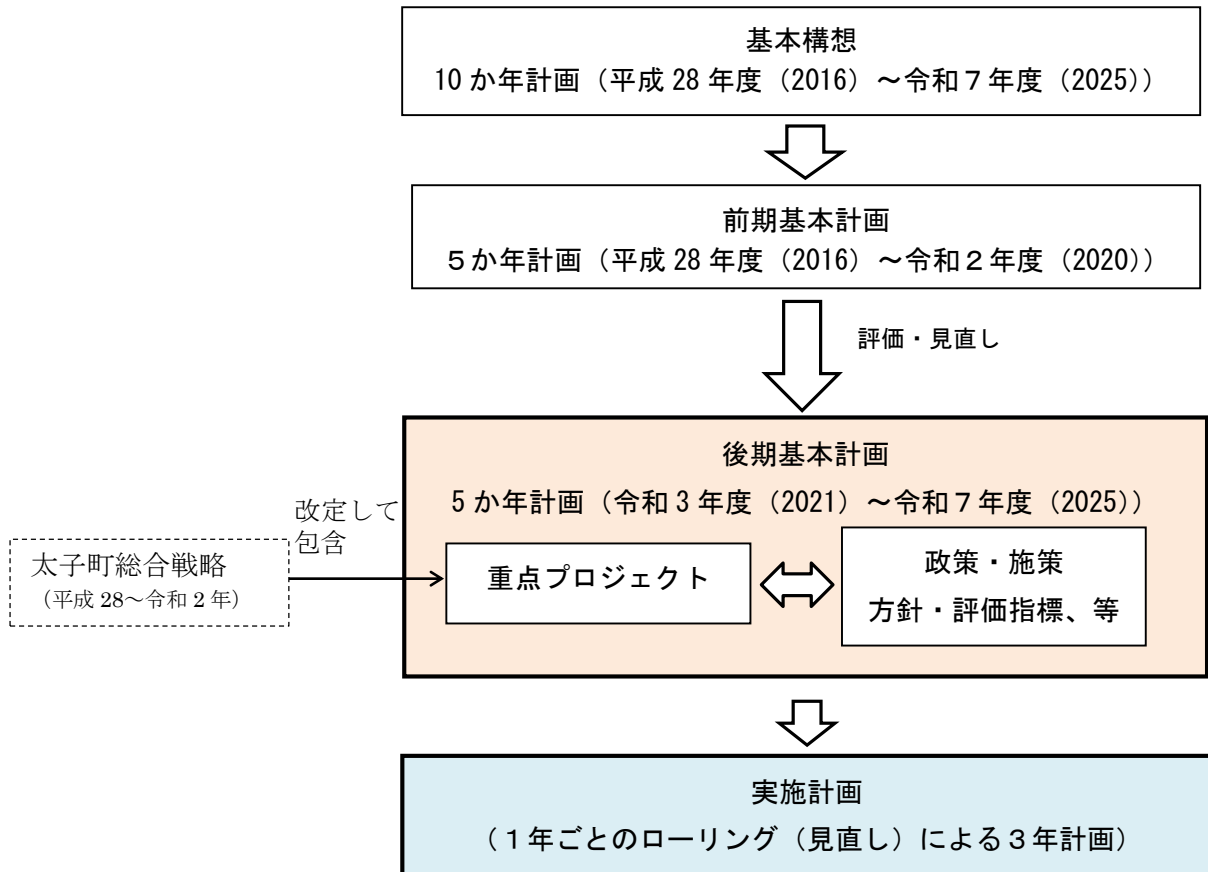 基本構想
10か年計画（平成28年度（2016）～令和７年度（2025））
前期基本計画
５か年計画（平成28年度（2016）～令和２年度（2020））
評価・見直し
後期基本計画
5か年計画（令和3年度（2021）～令和７年度（2025））
改定して
包含
太子町総合戦略
（平成28～令和2年）
重点プロジェクト
政策・施策
方針・評価指標、等
実施計画
（１年ごとのローリング（見直し）による３年計画）